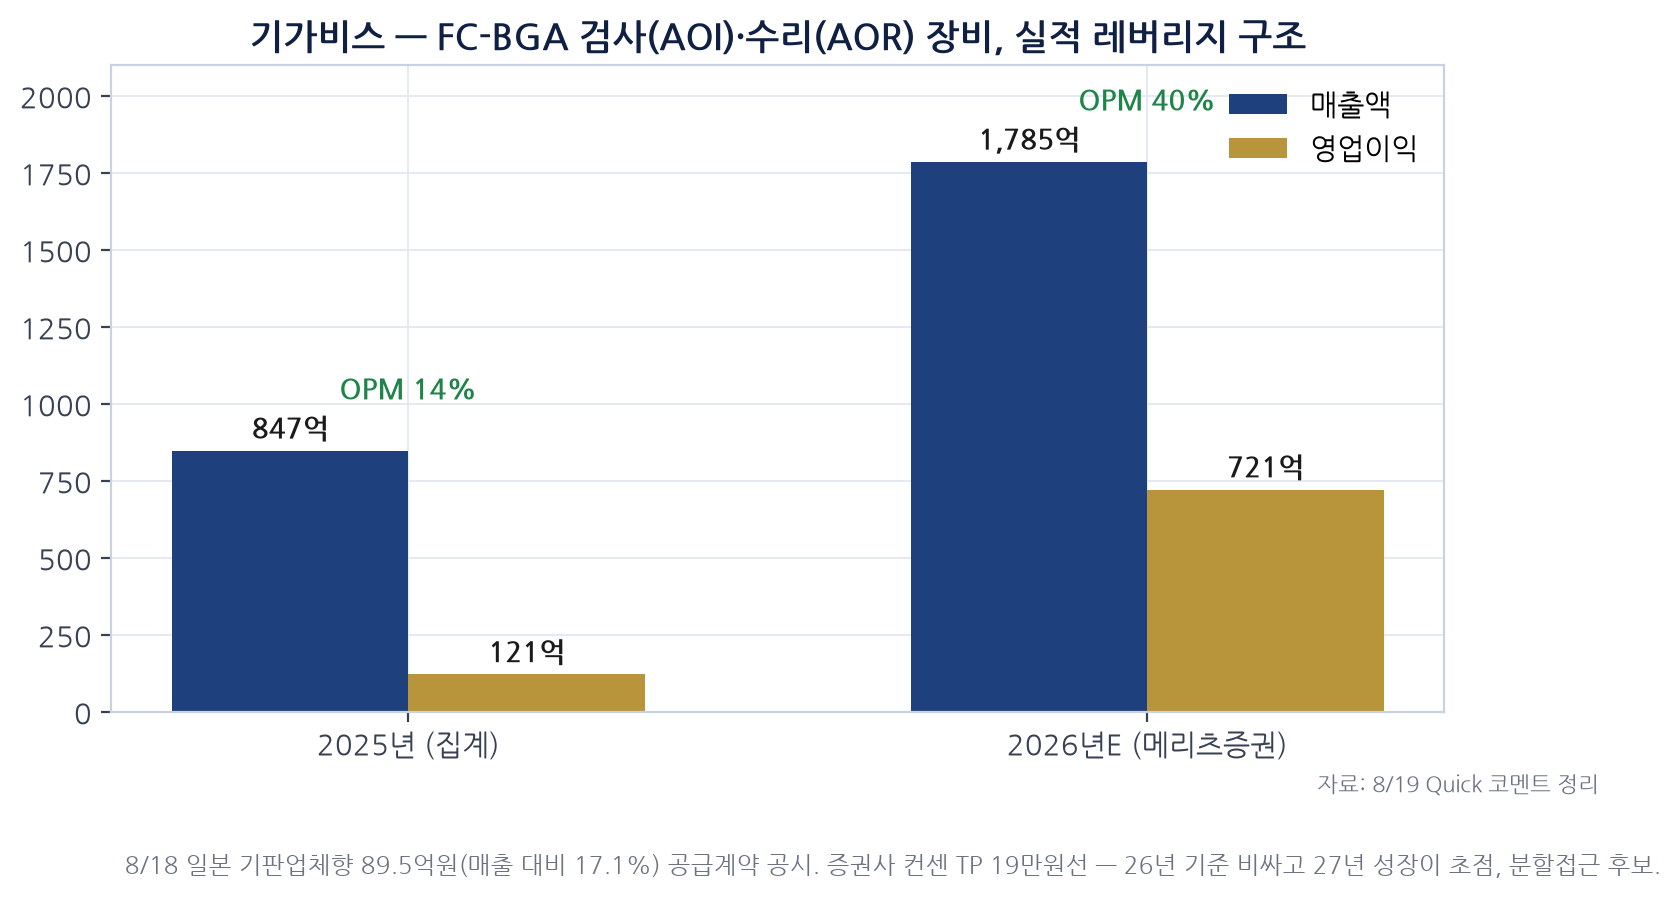 기가비스 — FC-BGA 검사(AOI)·수리(AOR) 장비, 실적 레버리지 구조
2000
1750
1500
1250
1000
750
500
250
0
OPM 40%
매출액
영업이익
1,785억
OPM 14%
847억
721억
121억
2025년 (집계)
2026년E (메리츠증권)
자료: 8/19 Quick 코멘트 정리
8/18 일본 기판업체향 89.5억원(매출 대비 17.1%) 공급계약 공시. 증권사 컨센 TP 19만원선 — 26년 기준 비싸고 27년 성장이 초점, 분할접근 후보.